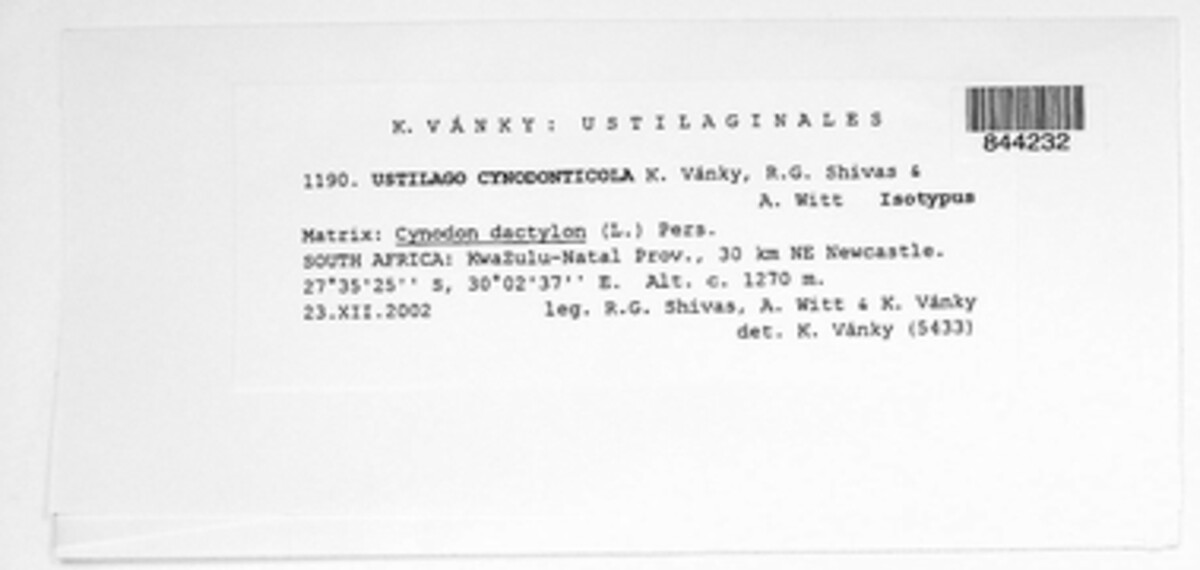 K. VÁNKY: USTILAGINALES
844232
1190. USTILAGO CYNODONTICOLA K. Vánky, R.G. Shivas &
A. Witt Isotypus
Matrix: Cynodon dactylon (L.) Pers.
SOUTH AFRICA: KwaZulu-Natal Prov., 30 km NE Newcastle.
27°35'25'' S, 30°02'37'' E. Alt. c. 1270 m.
23.XII.2002 leg. R.G. Shivas, A. Witt & K. Vánky
det. K. Vánky (5433)